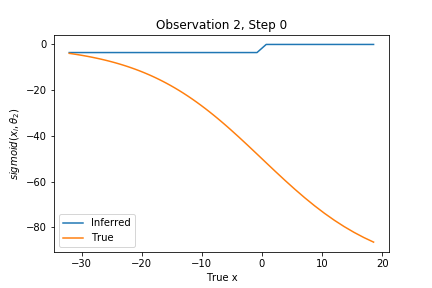 Observation 2, Step 0
sigmoid(xᵢ, θ₂)
0
−20
−40
−60
−80
Inferred
True
−30
−20
−10
0
10
20
True x